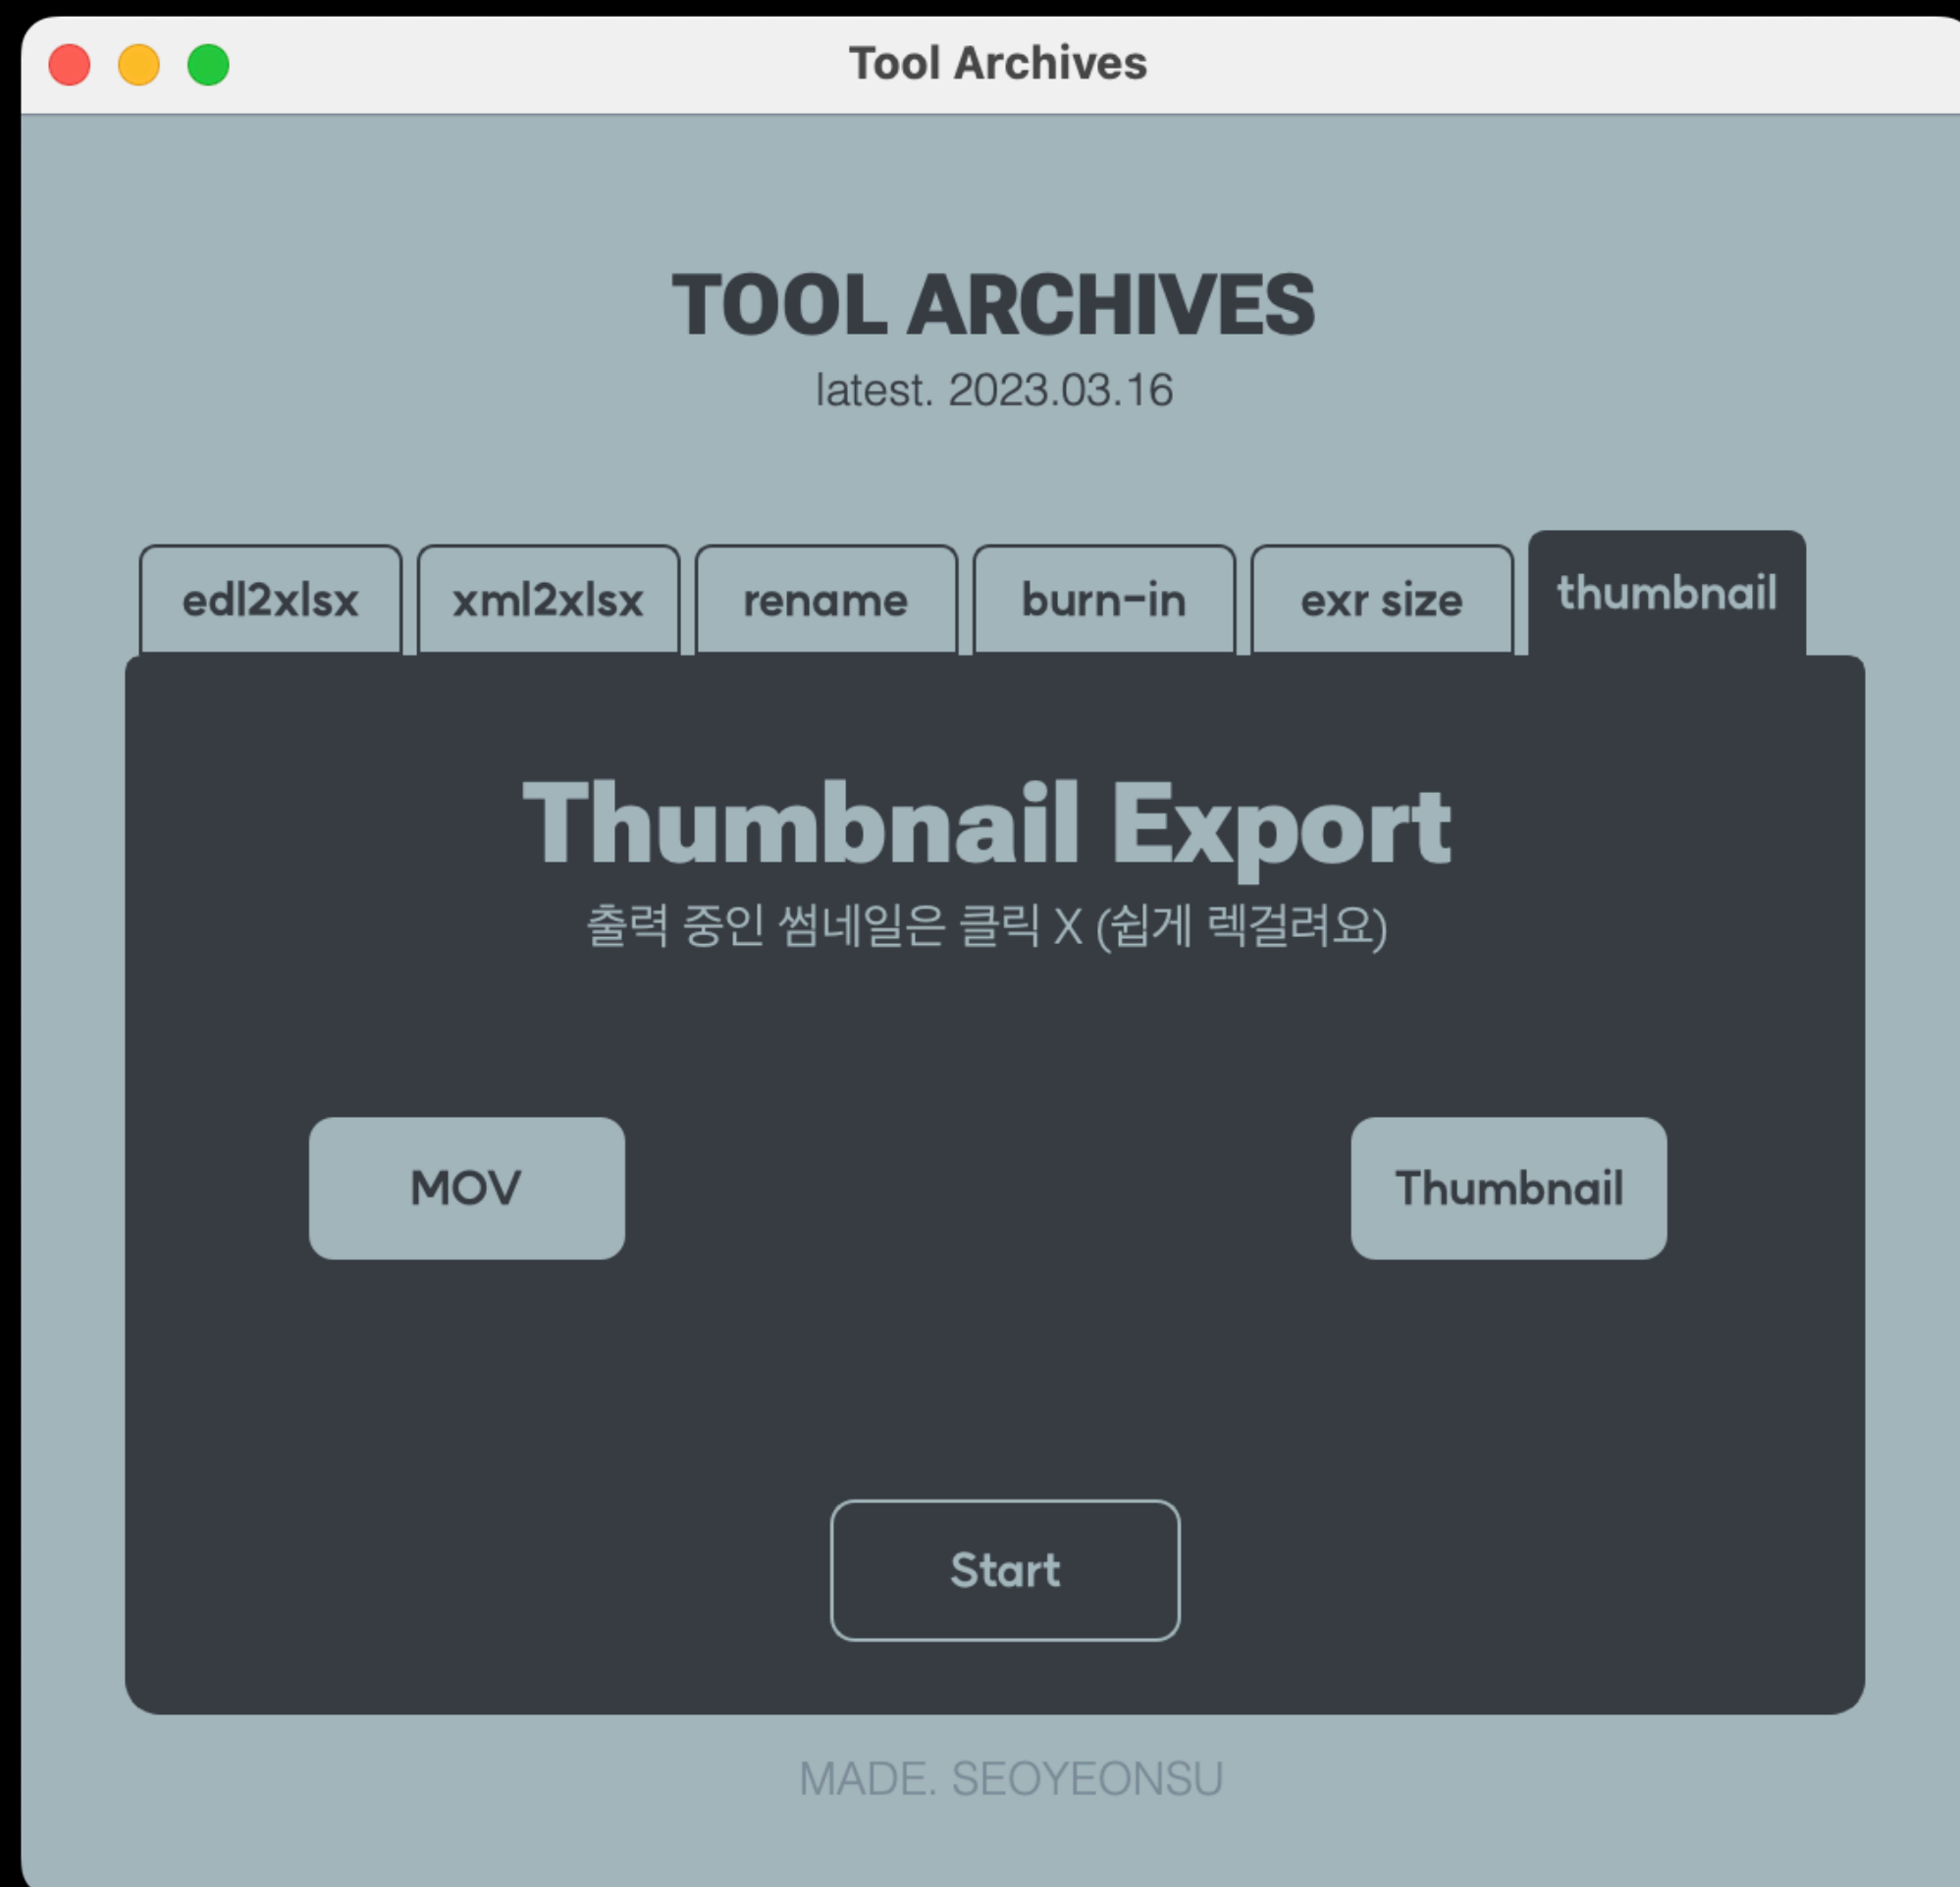 Tool Archives
TOOL ARCHIVES
latest. 2023.03.16
edl2xlsx xml2xlsx rename burn-in exr size thumbnail
Thumbnail Export
출력 중인 썸네일은 클릭 X (쉽게 렉걸려요)
MOV Thumbnail
Start
MADE. SEOYEONSU